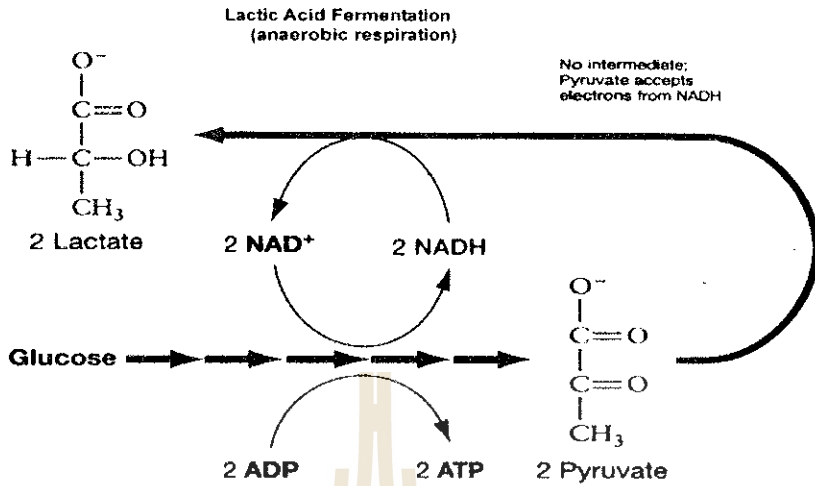 Lactic Acid Fermentation
(anaerobic respiration)
No intermediate;
Pyruvate accepts
electrons from NADH
O⁻
C=O
H—C—OH
CH₃
2 Lactate
2 NAD⁺
2 NADH
O⁻
C=O
C=O
CH₃
Glucose
2 ADP
2 ATP
2 Pyruvate